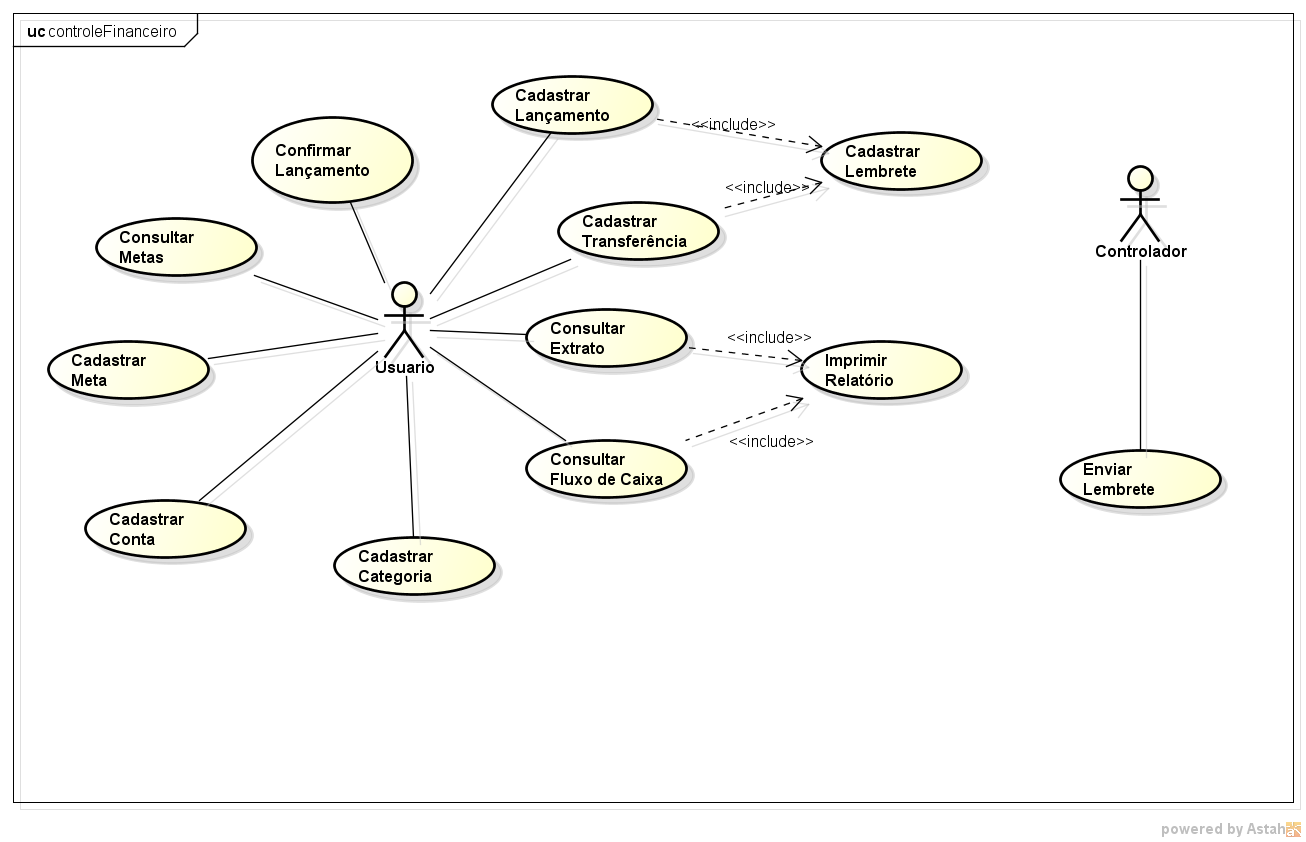 uc controleFinanceiro
Cadastrar
Lançamento
<<include>>
Confirmar
Lançamento
Cadastrar
Lembrete
<<include>>
Cadastrar
Transferência
Consultar
Metas
Controlador
Usuario
Consultar
Extrato
<<include>>
Imprimir
Relatório
Cadastrar
Meta
<<include>>
Consultar
Fluxo de Caixa
Enviar
Lembrete
Cadastrar
Conta
Cadastrar
Categoria
powered by Astah